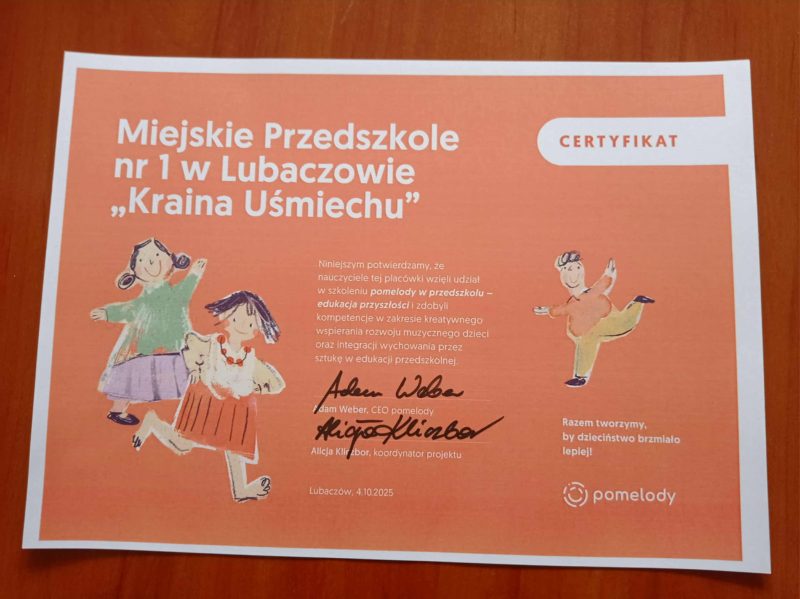 Miejskie Przedszkole
nr 1 w Lubaczowie
„Kraina Uśmiechu”
CERTYFIKAT
Niniejszym potwierdzamy, że
nauczyciele tej placówki wzięli udział
w szkoleniu pomelody w przedszkolu –
edukacja przyszłości i zdobyli
kompetencje w zakresie kreatywnego
wspierania rozwoju muzycznego dzieci
oraz integracji wychowania przez
sztukę w edukacji przedszkolnej.
Adam Weber
Adam Weber, CEO pomelody
Alicja Kliczbor
Alicja Kliczbor, koordynator projektu
Lubaczów, 4.10.2025
Razem tworzymy,
by dzieciństwo brzmiało
lepiej!
pomelody